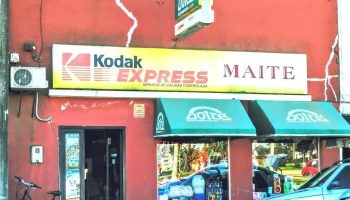 Kodak
EXPRESS
SERVICIO DE CALIDAD CONTROLADA
MAITE
DOLCE
DOLCE